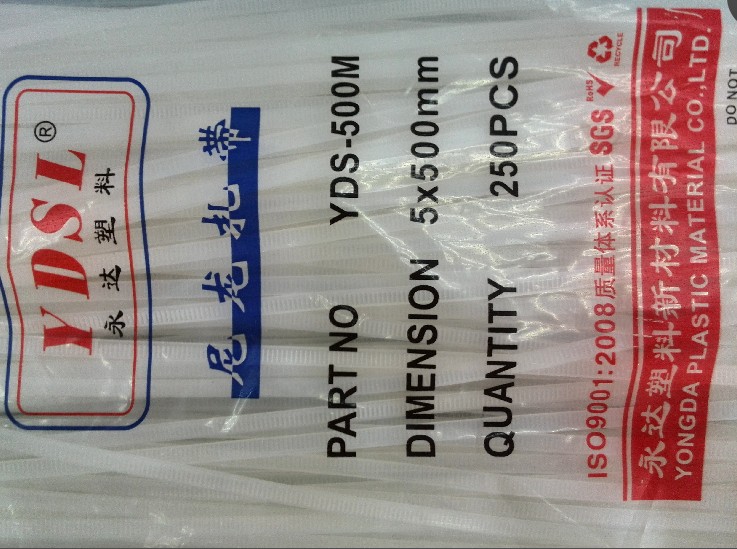 YDSL®
永达塑料
尼龙扎带
PART NO YDS-500M
DIMENSION 5x500mm
QUANTITY 250PCS
ISO9001:2008质量体系认证 SGS RoHS
RECYCLE
永达塑料新材料有限公司
YONGDA PLASTIC MATERIAL CO.,LTD.
DO NOT